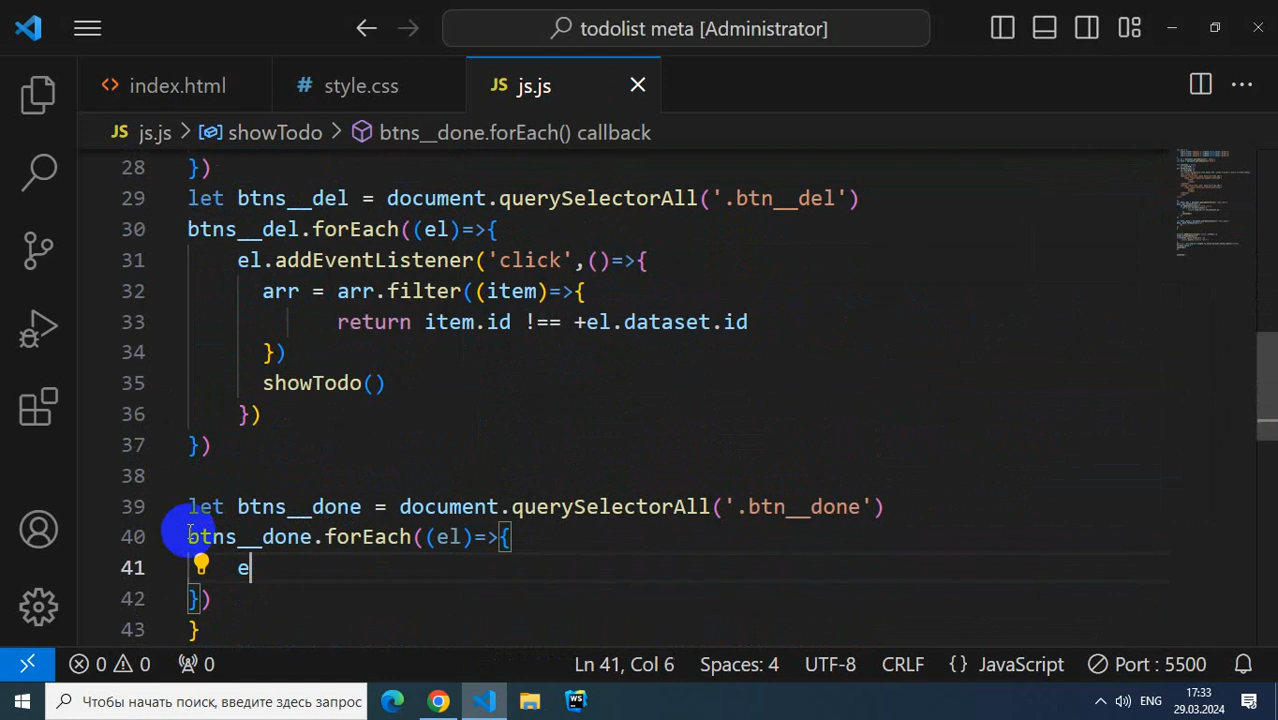 todolist meta [Administrator]
index.html
# style.css
JS js.js
JS js.js > showTodo > btns__done.forEach() callback
28 })
29 let btns__del = document.querySelectorAll('.btn__del')
30 btns__del.forEach((el)=>{
31 el.addEventListener('click',()=>{
32 arr = arr.filter((item)=>{
33 return item.id !== +el.dataset.id
34 })
35 showTodo()
36 })
37 })
38
39 let btns__done = document.querySelectorAll('.btn__done')
40 btns__done.forEach((el)=>{
41 e
42 })
43 }
0 0 0 Ln 41, Col 6 Spaces: 4 UTF-8 CRLF {} JavaScript Port : 5500
Чтобы начать поиск, введите здесь запрос
WS
ENG
17:33
29.03.2024